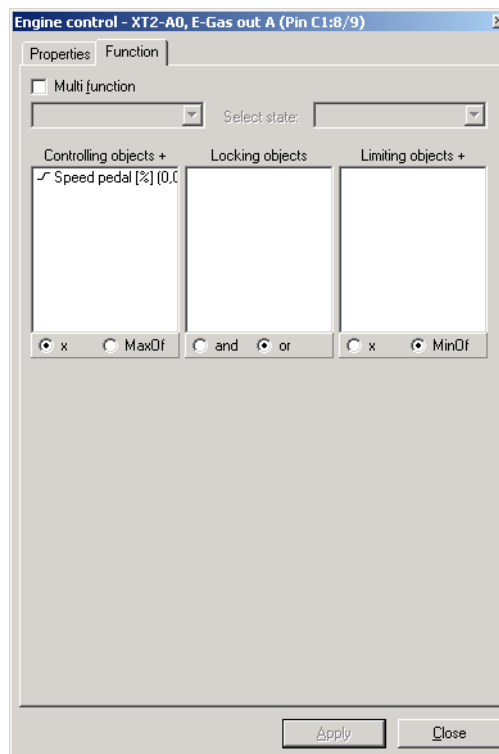 Engine control - XT2-A0, E-Gas out A (Pin C1:8/9)
Properties Function
Multi function
Select state:
Controlling objects + Locking objects Limiting objects +
Speed pedal [%] (0,0
x MaxOf and or x MinOf
Apply Close